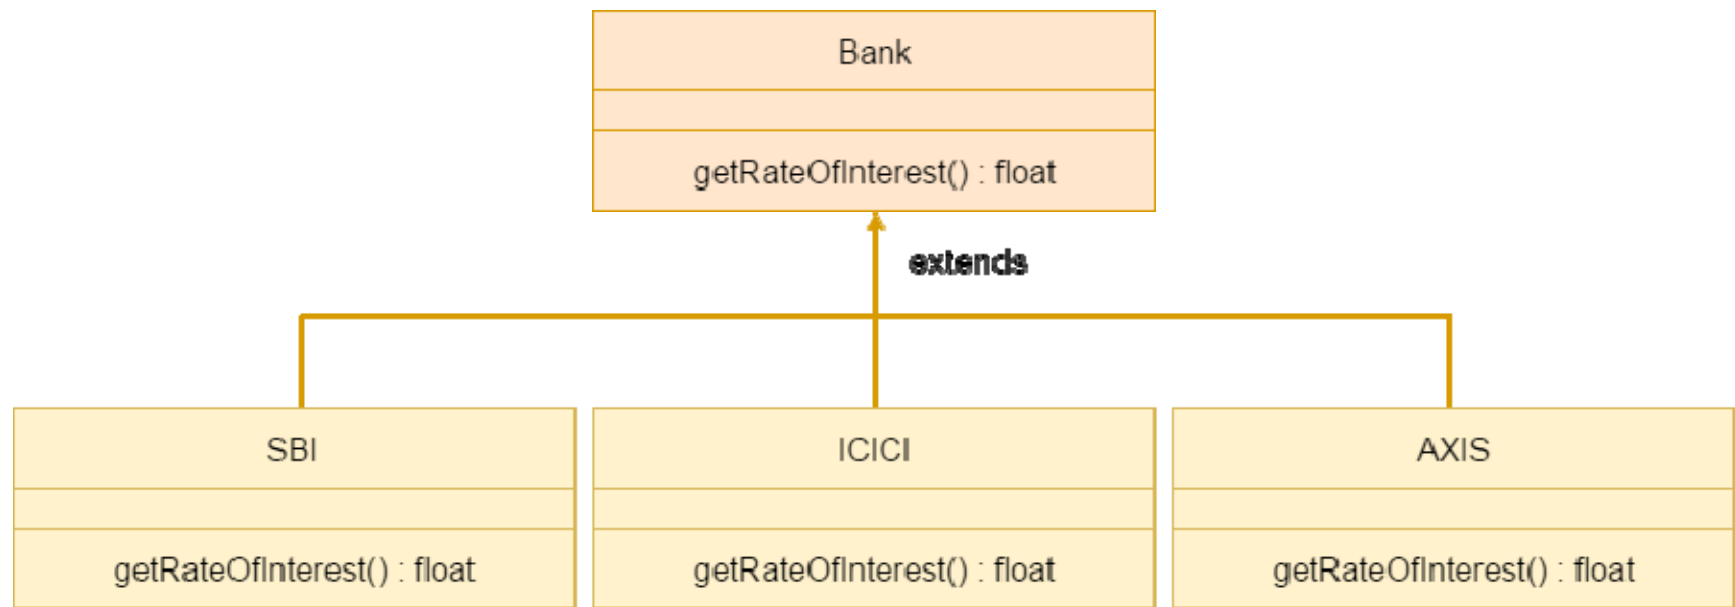 Bank
getRateOfInterest() : float
extends
SBI
ICICI
AXIS
getRateOfInterest() : float
getRateOfInterest() : float
getRateOfInterest() : float